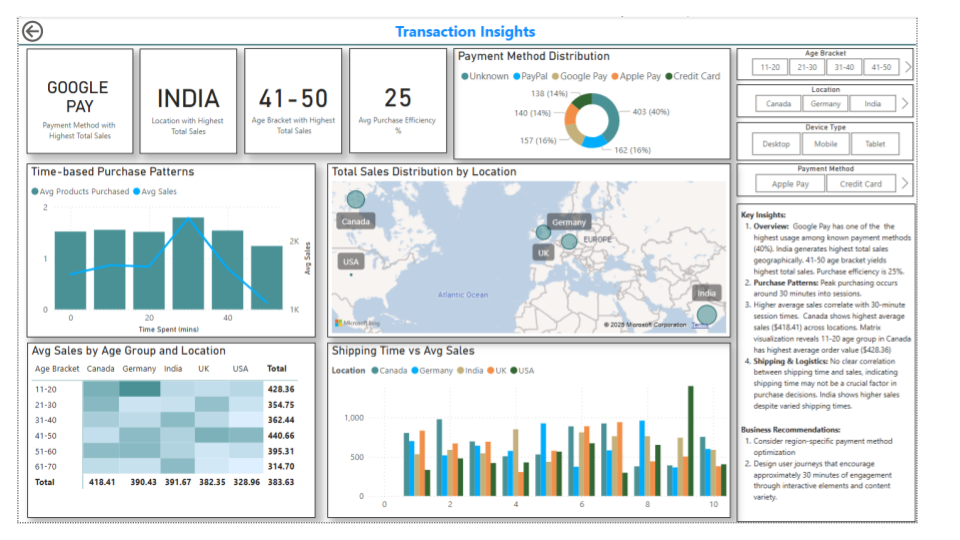 Transaction Insights
GOOGLE
PAY
Payment Method with
Highest Total Sales
INDIA
Location with Highest
Total Sales
41-50
Age Bracket with Highest
Total Sales
25
Avg Purchase Efficiency
%
Payment Method Distribution
Unknown PayPal Google Pay Apple Pay Credit Card
138 (14%)
140 (14%)
157 (16%)
403 (40%)
162 (16%)
Age Bracket
11-20 21-30 31-40 41-50
Location
Canada Germany India
Device Type
Desktop Mobile Tablet
Payment Method
Apple Pay Credit Card
Time-based Purchase Patterns
Avg Products Purchased Avg Sales
2
1
0
2K
1K
Avg Sales
0 20 40
Time Spent (mins)
Total Sales Distribution by Location
Canada
Germany
EUROPE
UK
USA
India
Atlantic Ocean
Microsoft Bing
© 2025 Microsoft Corporation Terms
Avg Sales by Age Group and Location
Age Bracket Canada Germany India UK USA Total
11-20 428.36
21-30 354.75
31-40 362.44
41-50 440.66
51-60 395.31
61-70 314.70
Total 418.41 390.43 391.67 382.35 328.96 383.63
Shipping Time vs Avg Sales
Location Canada Germany India UK USA
1,000
500
0
0 2 4 6 8 10
Key Insights:
1. Overview: Google Pay has one of the the
highest usage among known payment methods
(40%). India generates highest total sales
geographically. 41-50 age bracket yields
highest total sales. Purchase efficiency is 25%.
2. Purchase Patterns: Peak purchasing occurs
around 30 minutes into sessions.
3. Higher average sales correlate with 30-minute
session times. Canada shows highest average
sales ($418.41) across locations. Matrix
visualization reveals 11-20 age group in Canada
has highest average order value ($428.36)
4. Shipping & Logistics: No clear correlation
between shipping time and sales, indicating
shipping time may not be a crucial factor in
purchase decisions. India shows higher sales
despite varied shipping times.
Business Recommendations:
1. Consider region-specific payment method
optimization
2. Design user journeys that encourage
approximately 30 minutes of engagement
through interactive elements and content
variety.